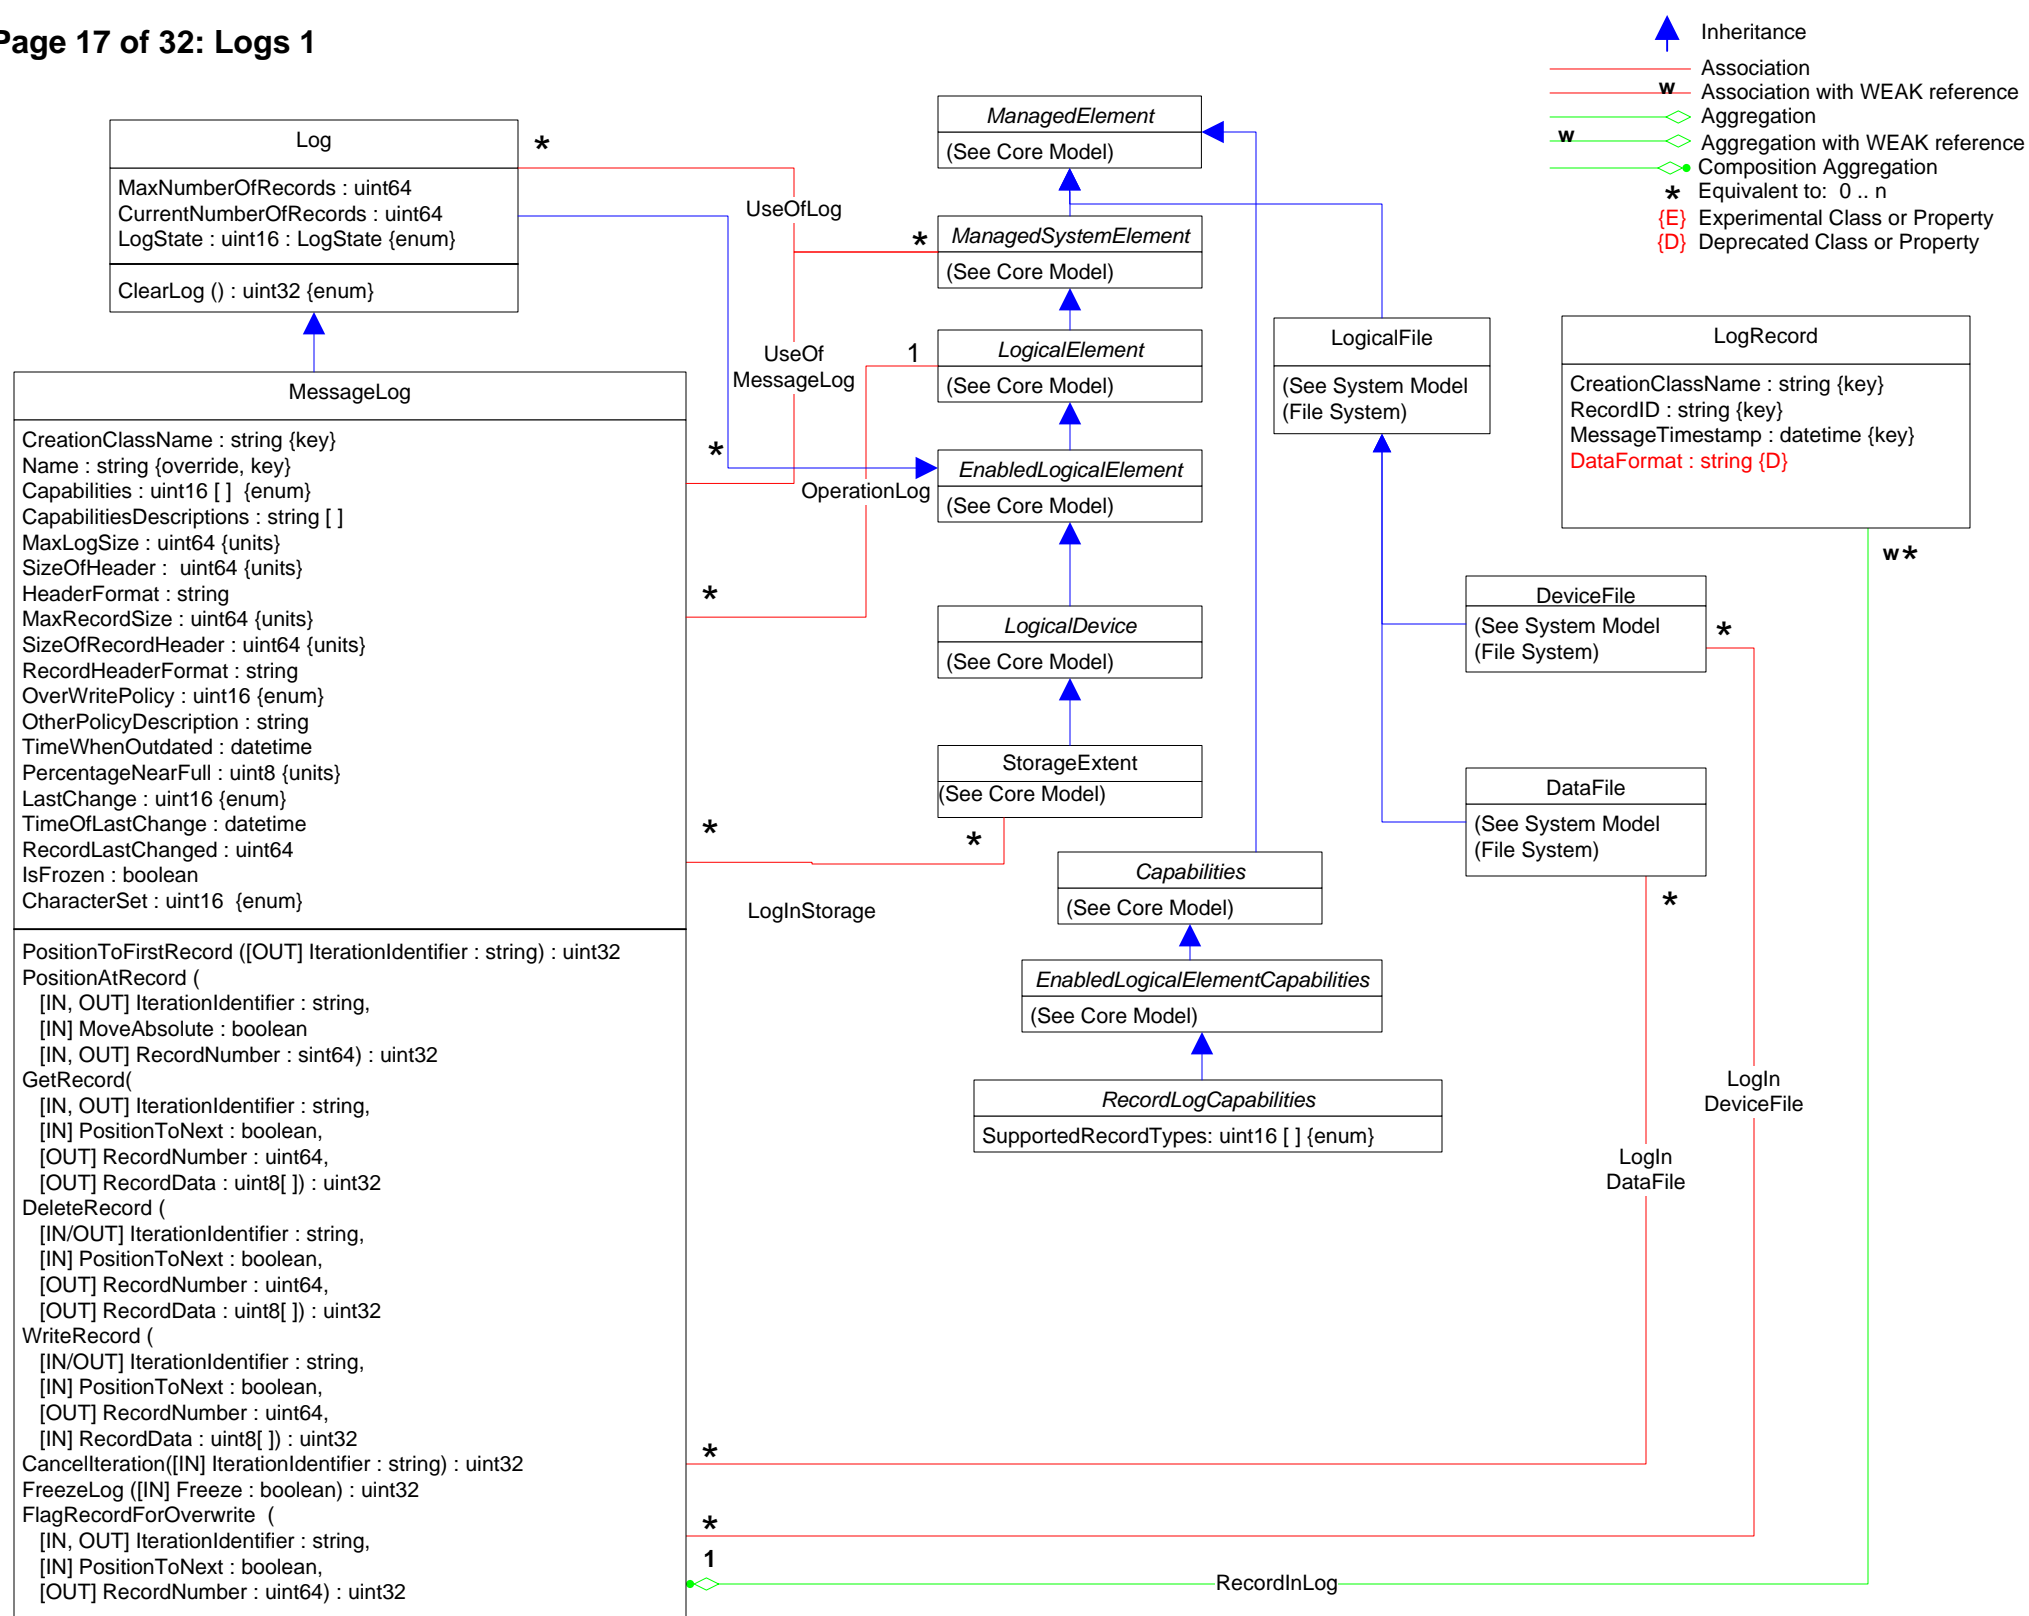 Page 17 of 32: Logs 1
Inheritance
Association
w Association with WEAK reference
Aggregation
w Aggregation with WEAK reference
Composition Aggregation
* Equivalent to: 0 .. n
{E} Experimental Class or Property
{D} Deprecated Class or Property
Log
MaxNumberOfRecords : uint64
CurrentNumberOfRecords : uint64
LogState : uint16 : LogState {enum}
ClearLog () : uint32 {enum}
*
UseOfLog
*
UseOf
MessageLog
1
*
OperationLog
*
*
*
LogInStorage
MessageLog
CreationClassName : string {key}
Name : string {override, key}
Capabilities : uint16 [ ] {enum}
CapabilitiesDescriptions : string [ ]
MaxLogSize : uint64 {units}
SizeOfHeader : uint64 {units}
HeaderFormat : string
MaxRecordSize : uint64 {units}
SizeOfRecordHeader : uint64 {units}
RecordHeaderFormat : string
OverWritePolicy : uint16 {enum}
OtherPolicyDescription : string
TimeWhenOutdated : datetime
PercentageNearFull : uint8 {units}
LastChange : uint16 {enum}
TimeOfLastChange : datetime
RecordLastChanged : uint64
IsFrozen : boolean
CharacterSet : uint16 {enum}
PositionToFirstRecord ([OUT] IterationIdentifier : string) : uint32
PositionAtRecord (
[IN, OUT] IterationIdentifier : string,
[IN] MoveAbsolute : boolean
[IN, OUT] RecordNumber : sint64) : uint32
GetRecord(
[IN, OUT] IterationIdentifier : string,
[IN] PositionToNext : boolean,
[OUT] RecordNumber : uint64,
[OUT] RecordData : uint8[ ]) : uint32
DeleteRecord (
[IN/OUT] IterationIdentifier : string,
[IN] PositionToNext : boolean,
[OUT] RecordNumber : uint64,
[OUT] RecordData : uint8[ ]) : uint32
WriteRecord (
[IN/OUT] IterationIdentifier : string,
[IN] PositionToNext : boolean,
[OUT] RecordNumber : uint64,
[IN] RecordData : uint8[ ]) : uint32
CancelIteration([IN] IterationIdentifier : string) : uint32
FreezeLog ([IN] Freeze : boolean) : uint32
FlagRecordForOverwrite (
[IN, OUT] IterationIdentifier : string,
[IN] PositionToNext : boolean,
[OUT] RecordNumber : uint64) : uint32
ManagedElement
(See Core Model)
ManagedSystemElement
(See Core Model)
LogicalElement
(See Core Model)
EnabledLogicalElement
(See Core Model)
LogicalDevice
(See Core Model)
StorageExtent
(See Core Model)
Capabilities
(See Core Model)
EnabledLogicalElementCapabilities
(See Core Model)
RecordLogCapabilities
SupportedRecordTypes: uint16 [ ] {enum}
LogicalFile
(See System Model
(File System)
LogRecord
CreationClassName : string {key}
RecordID : string {key}
MessageTimestamp : datetime {key}
DataFormat : string {D}
w*
DeviceFile
(See System Model
(File System)
*
DataFile
(See System Model
(File System)
*
LogIn
DeviceFile
LogIn
DataFile
*
*
1
RecordInLog